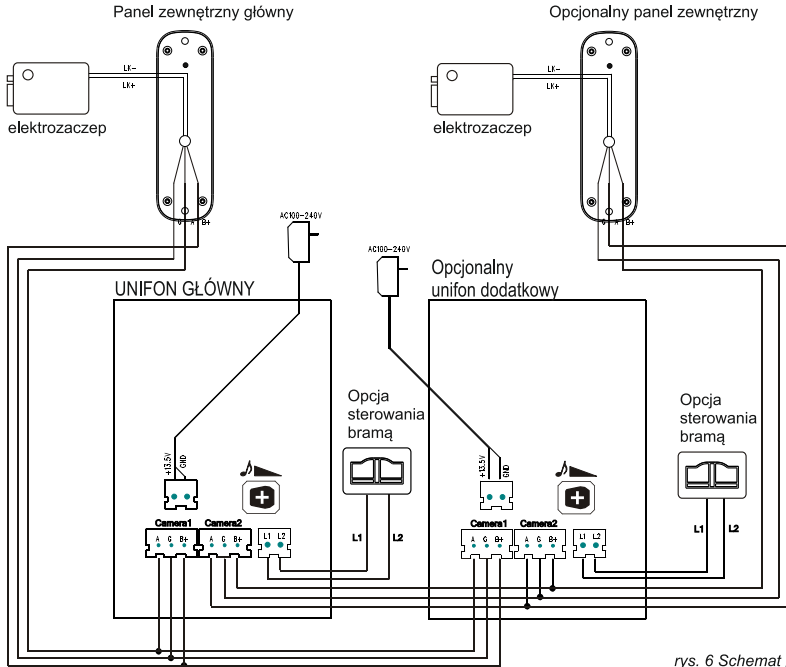 Panel zewnętrzny główny
Opcjonalny panel zewnętrzny
LK-
LK+
elektrozaczep
LK-
LK+
elektrozaczep
G A B+
G A B+
AC100-240V
AC100-240V
UNIFON GŁÓWNY
Opcjonalny
unifon dodatkowy
Opcja
sterowania
bramą
Opcja
sterowania
bramą
+13.5V
GND
+13.5V
GND
Camera1 Camera2
A G B+ A G B+
L1 L2
L1 L2
Camera1 Camera2
A G B+ A G B+
L1 L2
L1 L2
rys. 6 Schemat